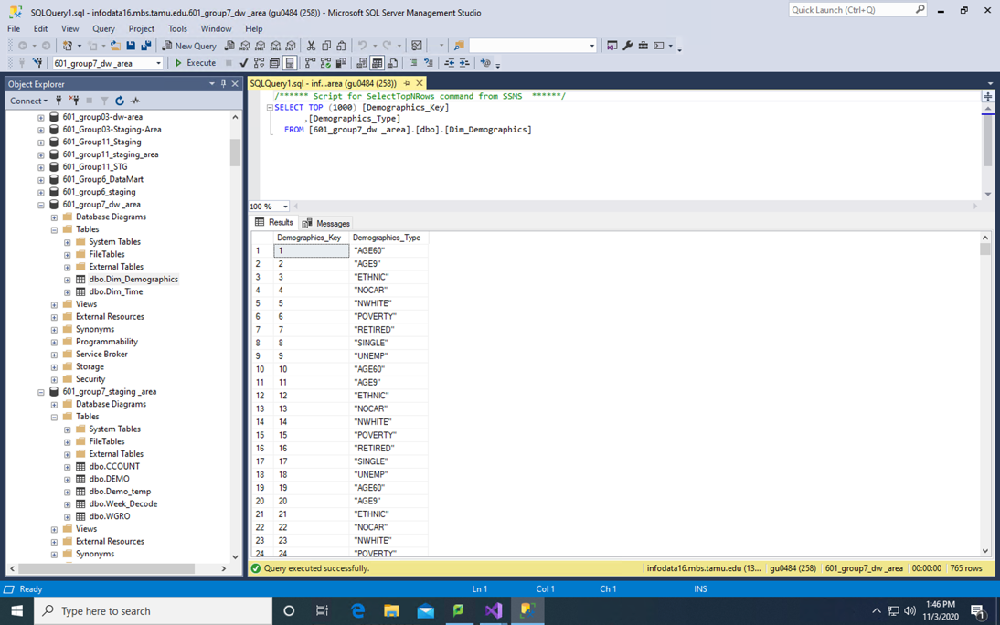 SQLQuery1.sql - infodata16.mbs.tamu.edu.601_group7_dw _area (gu0484 (258)) - Microsoft SQL Server Management Studio
Quick Launch (Ctrl+Q)
File Edit View Query Project Tools Window Help
New Query
MDX DMX XMLA DAX
601_group7_dw _area Execute
Object Explorer
SQLQuery1.sql - inf...area (gu0484 (258))
Connect
601_group03-dw-area
601_Group03-Staging-Area
601_Group11_Staging
601_group11_staging_area
601_Group11_STG
601_Group6_DataMart
601_group6_staging
601_group7_dw _area
Database Diagrams
Tables
System Tables
FileTables
External Tables
dbo.Dim_Demographics
dbo.Dim_Time
Views
External Resources
Synonyms
Programmability
Service Broker
Storage
Security
601_group7_staging _area
Database Diagrams
Tables
System Tables
FileTables
External Tables
dbo.CCOUNT
dbo.DEMO
dbo.Demo_temp
dbo.Week_Decode
dbo.WGRO
Views
External Resources
Synonyms
/****** Script for SelectTopNRows command from SSMS  ******/
SELECT TOP (1000) [Demographics_Key]
,[Demographics_Type]
FROM [601_group7_dw _area].[dbo].[Dim_Demographics]
100 %
Results Messages
Demographics_Key Demographics_Type
1 1 "AGE60"
2 2 "AGE9"
3 3 "ETHNIC"
4 4 "NOCAR"
5 5 "NWHITE"
6 6 "POVERTY"
7 7 "RETIRED"
8 8 "SINGLE"
9 9 "UNEMP"
10 10 "AGE60"
11 11 "AGE9"
12 12 "ETHNIC"
13 13 "NOCAR"
14 14 "NWHITE"
15 15 "POVERTY"
16 16 "RETIRED"
17 17 "SINGLE"
18 18 "UNEMP"
19 19 "AGE60"
20 20 "AGE9"
21 21 "ETHNIC"
22 22 "NOCAR"
23 23 "NWHITE"
24 24 "POVERTY"
Query executed successfully. infodata16.mbs.tamu.edu (13... gu0484 (258) 601_group7_dw _area 00:00:00 765 rows
Ready Ln 1 Col 1 Ch 1 INS
Type here to search
1:46 PM
11/3/2020
1